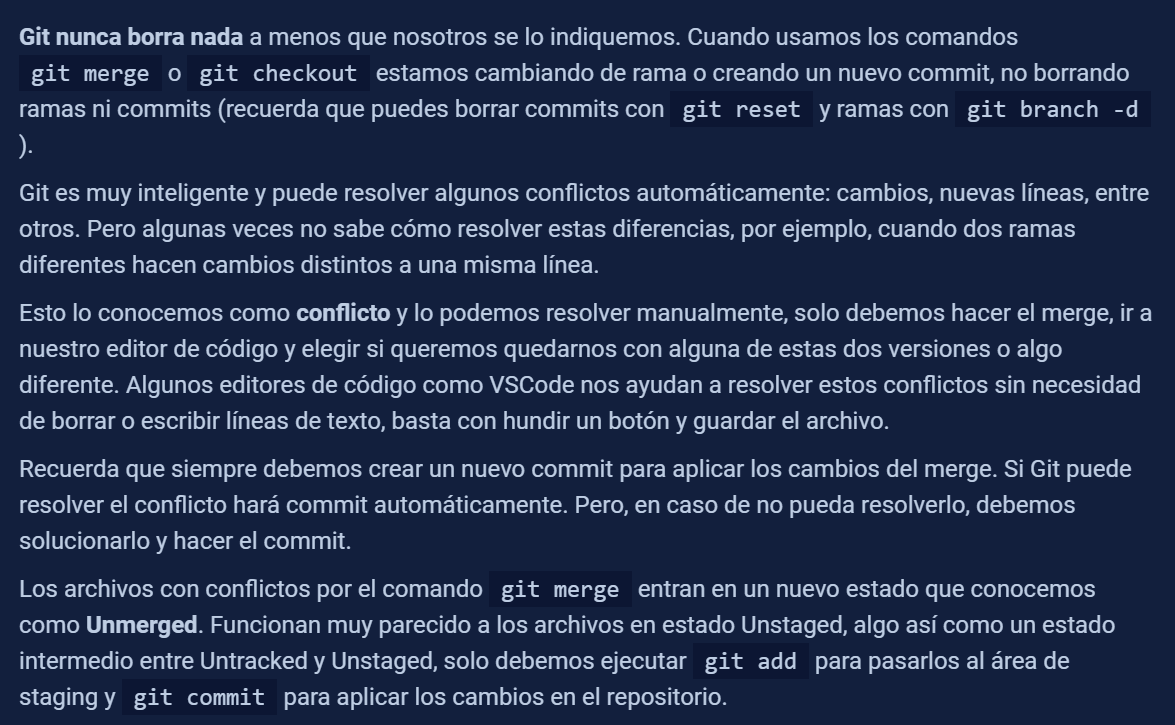 Git nunca borra nada a menos que nosotros se lo indiquemos. Cuando usamos los comandos
git merge o git checkout estamos cambiando de rama o creando un nuevo commit, no borrando
ramas ni commits (recuerda que puedes borrar commits con git reset y ramas con git branch -d
).
Git es muy inteligente y puede resolver algunos conflictos automáticamente: cambios, nuevas líneas, entre
otros. Pero algunas veces no sabe cómo resolver estas diferencias, por ejemplo, cuando dos ramas
diferentes hacen cambios distintos a una misma línea.
Esto lo conocemos como conflicto y lo podemos resolver manualmente, solo debemos hacer el merge, ir a
nuestro editor de código y elegir si queremos quedarnos con alguna de estas dos versiones o algo
diferente. Algunos editores de código como VSCode nos ayudan a resolver estos conflictos sin necesidad
de borrar o escribir líneas de texto, basta con hundir un botón y guardar el archivo.
Recuerda que siempre debemos crear un nuevo commit para aplicar los cambios del merge. Si Git puede
resolver el conflicto hará commit automáticamente. Pero, en caso de no pueda resolverlo, debemos
solucionarlo y hacer el commit.
Los archivos con conflictos por el comando git merge entran en un nuevo estado que conocemos
como Unmerged. Funcionan muy parecido a los archivos en estado Unstaged, algo así como un estado
intermedio entre Untracked y Unstaged, solo debemos ejecutar git add para pasarlos al área de
staging y git commit para aplicar los cambios en el repositorio.